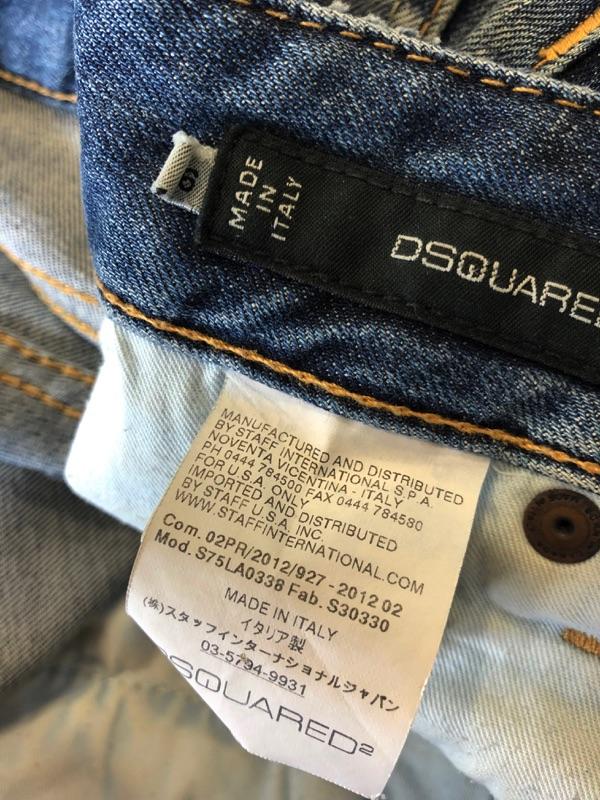 6
MADE
IN
ITALY
DSQUARE
MANUFACTURED AND DISTRIBUTED
BY STAFF INTERNATIONAL S.P.A.
NOVENTA VICENTINA - ITALY
PH 0444 784500 FAX 0444 784580
FOR U.S.A. ONLY
IMPORTED AND DISTRIBUTED
BY STAFF U.S.A. INC.
WWW.STAFFINTERNATIONAL.COM
Com. 02PR/2012/927 - 2012 02
Mod. S75LA0338 Fab. S30330
MADE IN ITALY
イタリア製
(株)スタッフインターナショナルジャパン
03-5794-9931
DSQUARED²